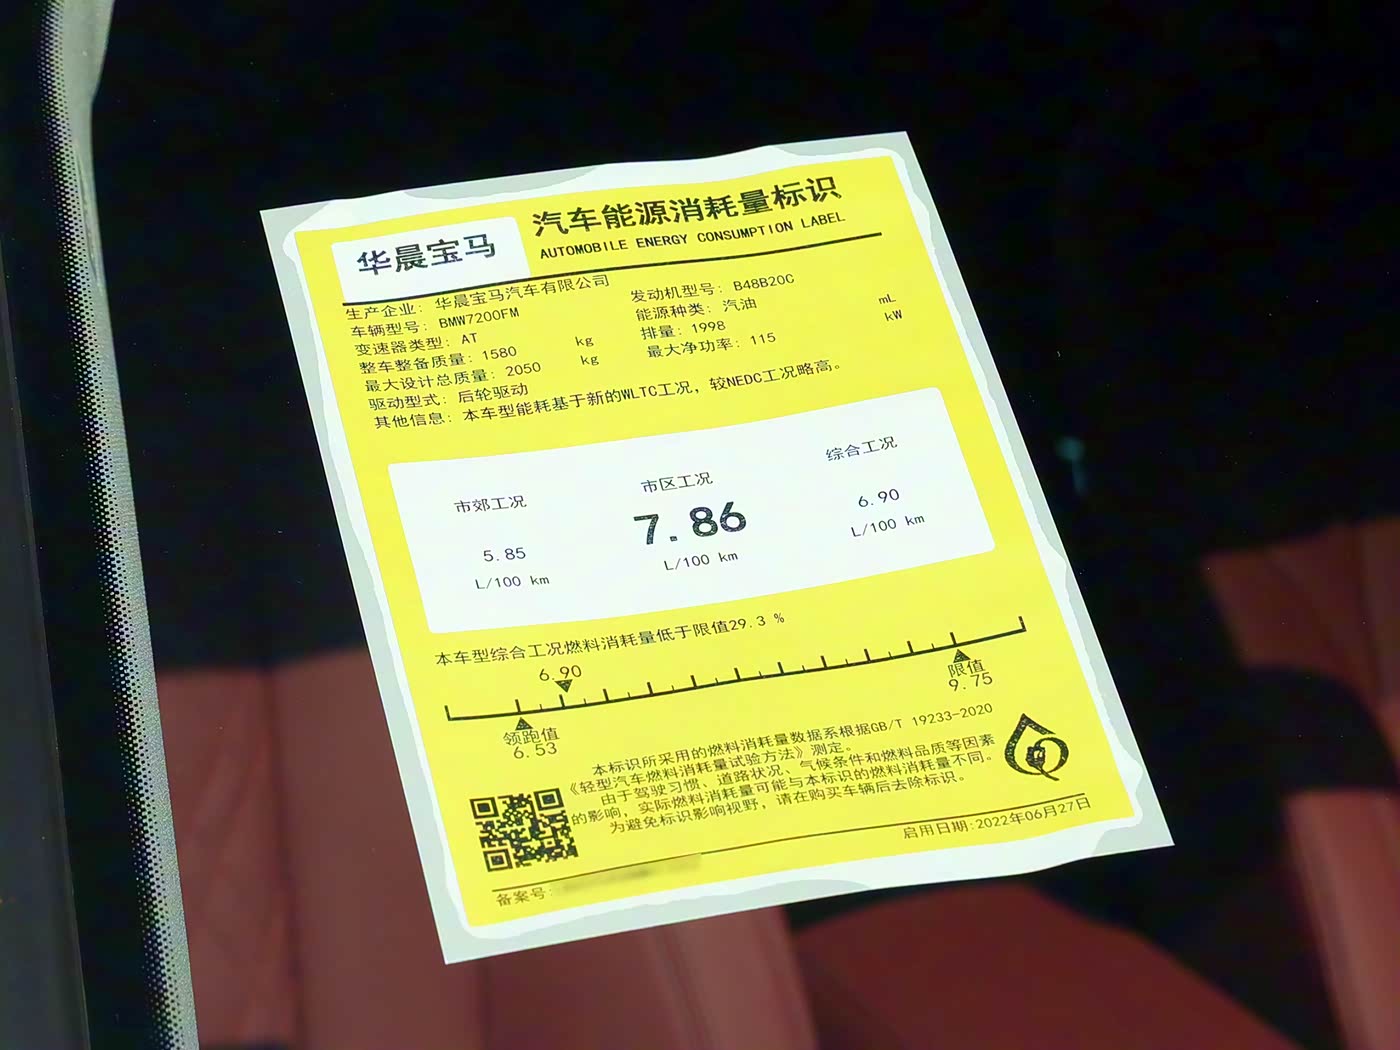 华晨宝马
汽车能源消耗量标识
AUTOMOBILE ENERGY CONSUMPTION LABEL
生产企业: 华晨宝马汽车有限公司
车辆型号: BMW7200FM
变速器类型: AT
整车整备质量: 1580 kg
最大设计总质量: 2050 kg
驱动型式: 后轮驱动
其他信息: 本车型能耗基于新的WLTC工况, 较NEDC工况略高。
发动机型号: B48B20C
能源种类: 汽油
排量: 1998 mL
最大净功率: 115 kW
市郊工况
5.85
L/100 km
市区工况
7.86
L/100 km
综合工况
6.90
L/100 km
本车型综合工况燃料消耗量低于限值29.3 %
6.90
领跑值
6.53
限值
9.75
本标识所采用的燃料消耗量数据系根据GB/T 19233-2020
《轻型汽车燃料消耗量试验方法》测定。
由于驾驶习惯、道路状况、气候条件和燃料品质等因素
的影响, 实际燃料消耗量可能与本标识的燃料消耗量不同。
为避免标识影响视野, 请在购买车辆后去除标识。
备案号:
启用日期:2022年06月27日